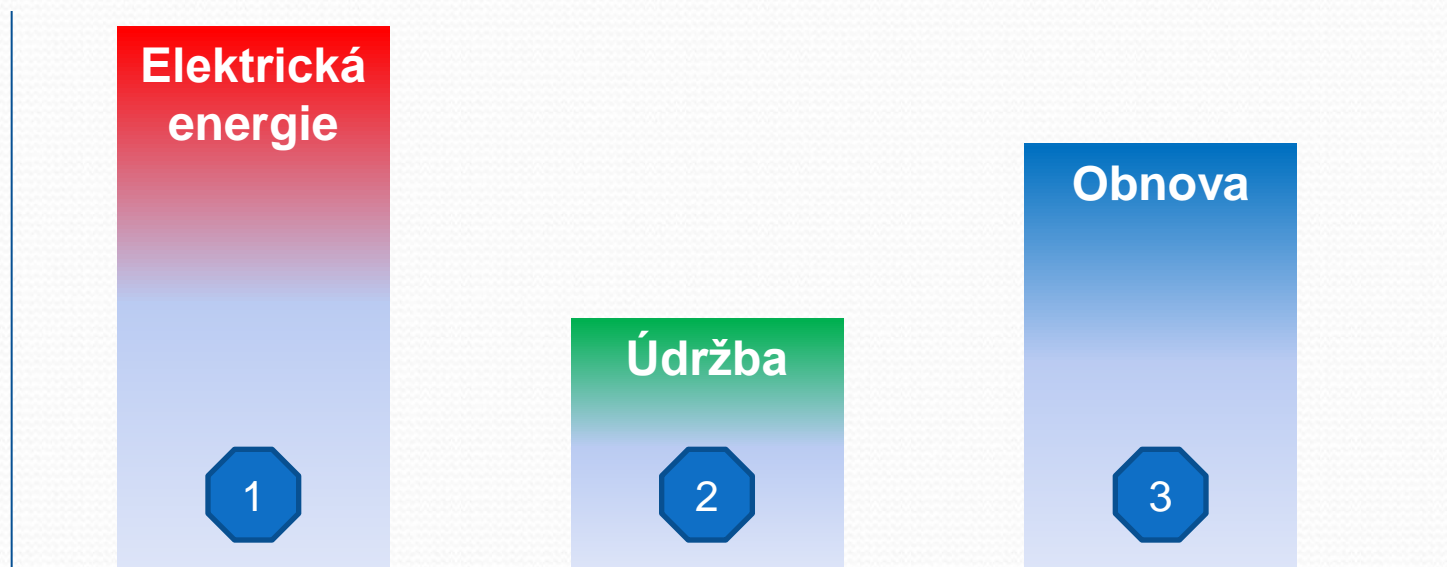 Elektrická
energie
Obnova
Údržba
1
2
3